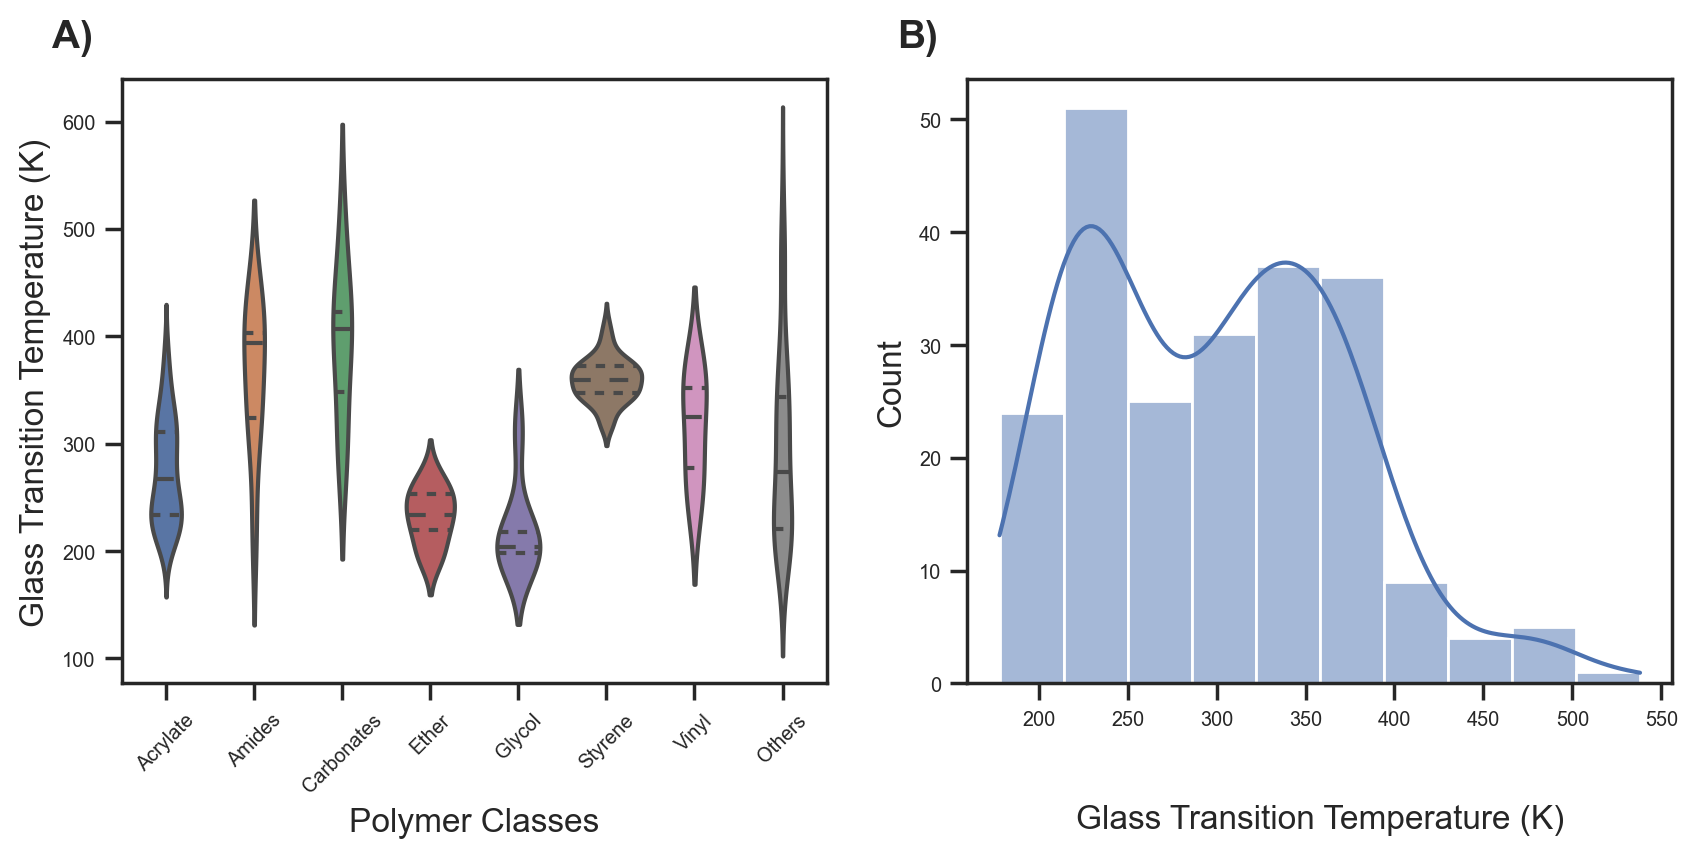 A)
Glass Transition Temperature (K)
600
500
400
300
200
100
Acrylate
Amides
Carbonates
Ether
Glycol
Styrene
Vinyl
Others
Polymer Classes
B)
Count
50
40
30
20
10
0
200
250
300
350
400
450
500
550
Glass Transition Temperature (K)